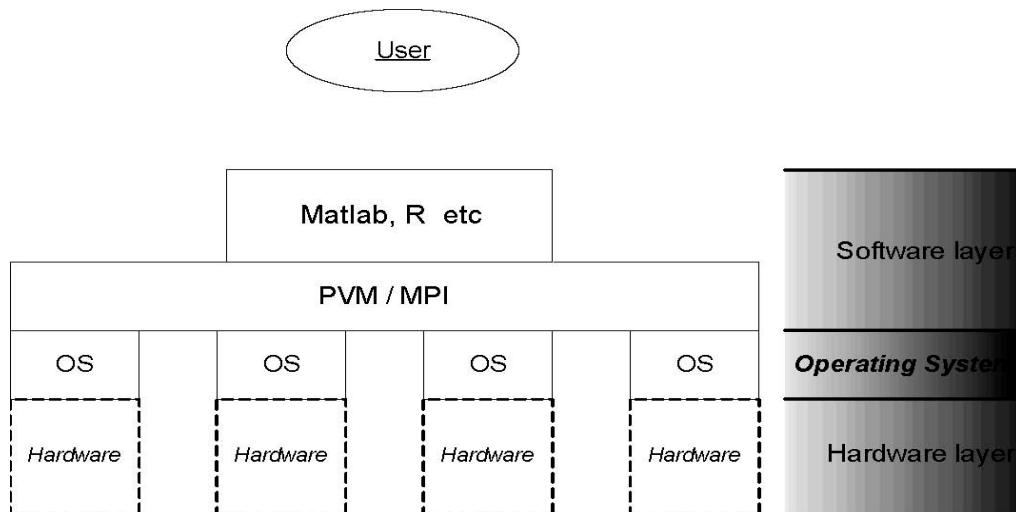 User
Matlab, R etc
Software layer
PVM / MPI
OS
OS
OS
OS
Operating System
Hardware
Hardware
Hardware
Hardware
Hardware layer